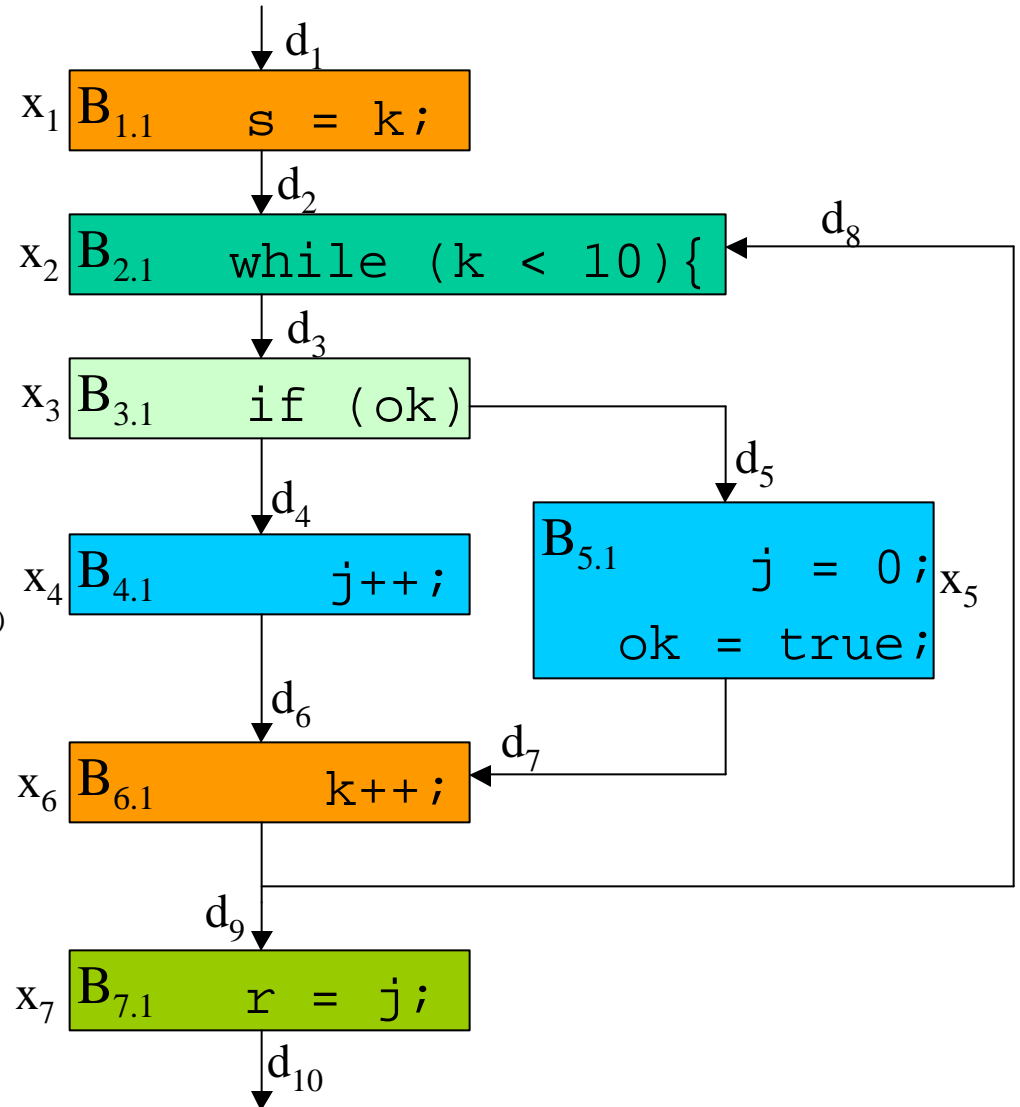 d₁
x₁ B₁.₁ s = k;
d₂
d₈
x₂ B₂.₁ while (k < 10){
d₃
x₃ B₃.₁ if (ok)
d₅
d₄
B₅.₁ j = 0;
x₄ B₄.₁ j++;
x₅
ok = true;
d₆
d₇
x₆ B₆.₁ k++;
d₉
x₇ B₇.₁ r = j;
d₁₀